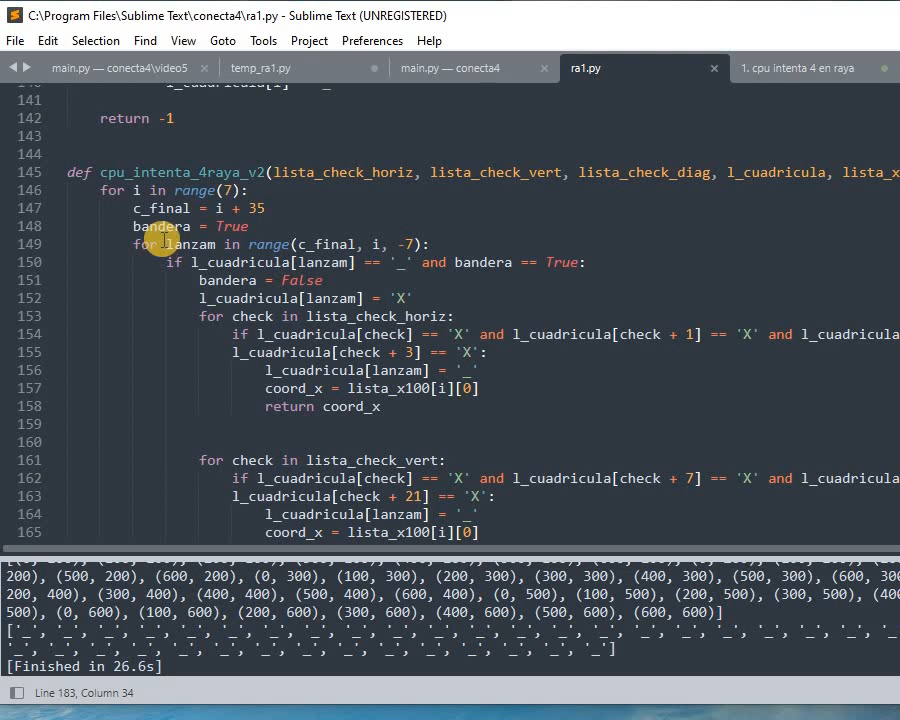 C:\Program Files\Sublime Text\conecta4\ra1.py - Sublime Text (UNREGISTERED)
File Edit Selection Find View Goto Tools Project Preferences Help
main.py — conecta4\video5 × temp_ra1.py main.py — conecta4 × ra1.py × 1. cpu intenta 4 en raya
141
142 return -1
143
144
145 def cpu_intenta_4raya_v2(lista_check_horiz, lista_check_vert, lista_check_diag, l_cuadricula, lista_x
146 for i in range(7):
147 c_final = i + 35
148 bandera = True
149 for lanzam in range(c_final, i, -7):
150 if l_cuadricula[lanzam] == '_' and bandera == True:
151 bandera = False
152 l_cuadricula[lanzam] = 'X'
153 for check in lista_check_horiz:
154 if l_cuadricula[check] == 'X' and l_cuadricula[check + 1] == 'X' and l_cuadricula
155 l_cuadricula[check + 3] == 'X':
156 l_cuadricula[lanzam] = '_'
157 coord_x = lista_x100[i][0]
158 return coord_x
159
160
161 for check in lista_check_vert:
162 if l_cuadricula[check] == 'X' and l_cuadricula[check + 7] == 'X' and l_cuadricula
163 l_cuadricula[check + 21] == 'X':
164 l_cuadricula[lanzam] = '_'
165 coord_x = lista_x100[i][0]
200), (500, 200), (600, 200), (0, 300), (100, 300), (200, 300), (300, 300), (400, 300), (500, 300), (600, 30
200, 400), (300, 400), (400, 400), (500, 400), (600, 400), (0, 500), (100, 500), (200, 500), (300, 500), (40
500), (0, 600), (100, 600), (200, 600), (300, 600), (400, 600), (500, 600), (600, 600)]
['_', '_', '_', '_', '_', '_', '_', '_', '_', '_', '_', '_', '_', '_', '_', '_', '_', '_', '_', '_', '_', '_
'_', '_', '_', '_', '_', '_', '_', '_', '_', '_', '_', '_', '_', '_', '_']
[Finished in 26.6s]
Line 183, Column 34